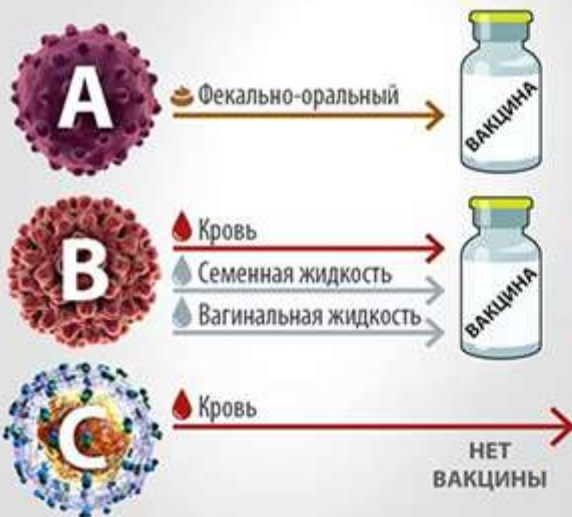 A
Фекально-оральный
ВАКЦИНА
B
Кровь
Семенная жидкость
Вагинальная жидкость
ВАКЦИНА
C
Кровь
НЕТ
ВАКЦИНЫ